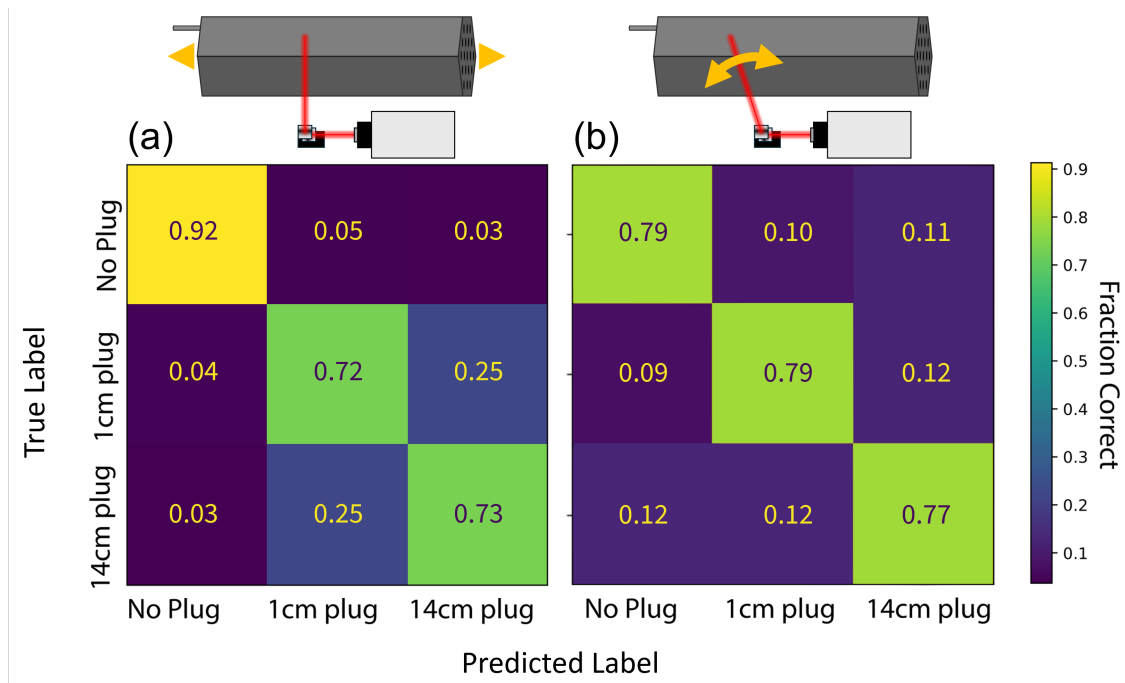 (a)
(b)
True Label
No Plug
0.92 0.05 0.03
1cm plug
0.04 0.72 0.25
14cm plug
0.03 0.25 0.73
No Plug 1cm plug 14cm plug
0.79 0.10 0.11
0.09 0.79 0.12
0.12 0.12 0.77
No Plug 1cm plug 14cm plug
Predicted Label
0.9
0.8
0.7
0.6
0.5
0.4
0.3
0.2
0.1
Fraction Correct